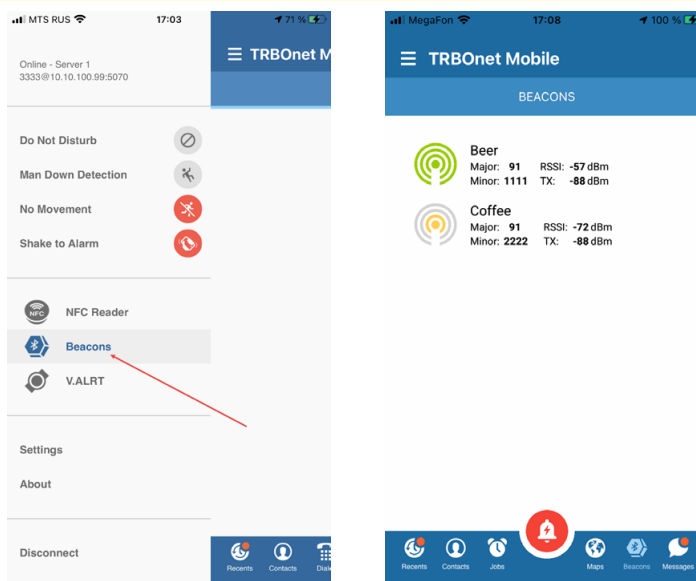 MTS RUS 17:03 71 %
Online - Server 1
3333@10.10.100.99:5070
TRBOnet M
Do Not Disturb
Man Down Detection
No Movement
Shake to Alarm
NFC
NFC Reader
Beacons
V.ALRT
Settings
About
Disconnect
Recents Contacts Diale
MegaFon 17:08 100 %
TRBOnet Mobile
BEACONS
Beer
Major: 91 RSSI: -57 dBm
Minor: 1111 TX: -88 dBm
Coffee
Major: 91 RSSI: -72 dBm
Minor: 2222 TX: -88 dBm
Recents Contacts Jobs Maps Beacons Messages